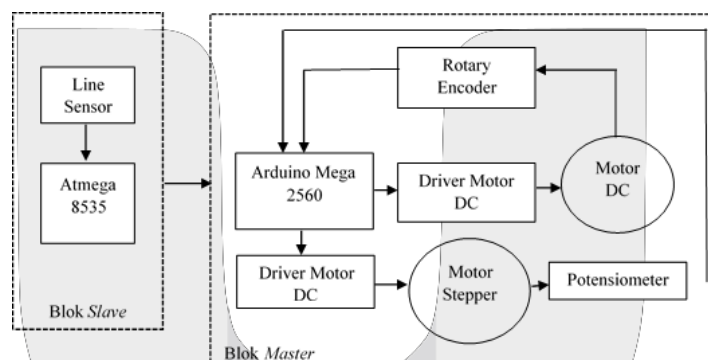 Line
Sensor
Atmega
8535
Blok Slave
Rotary
Encoder
Arduino Mega
2560
Driver Motor
DC
Motor
DC
Driver Motor
DC
Motor
Stepper
Potensiometer
Blok Master